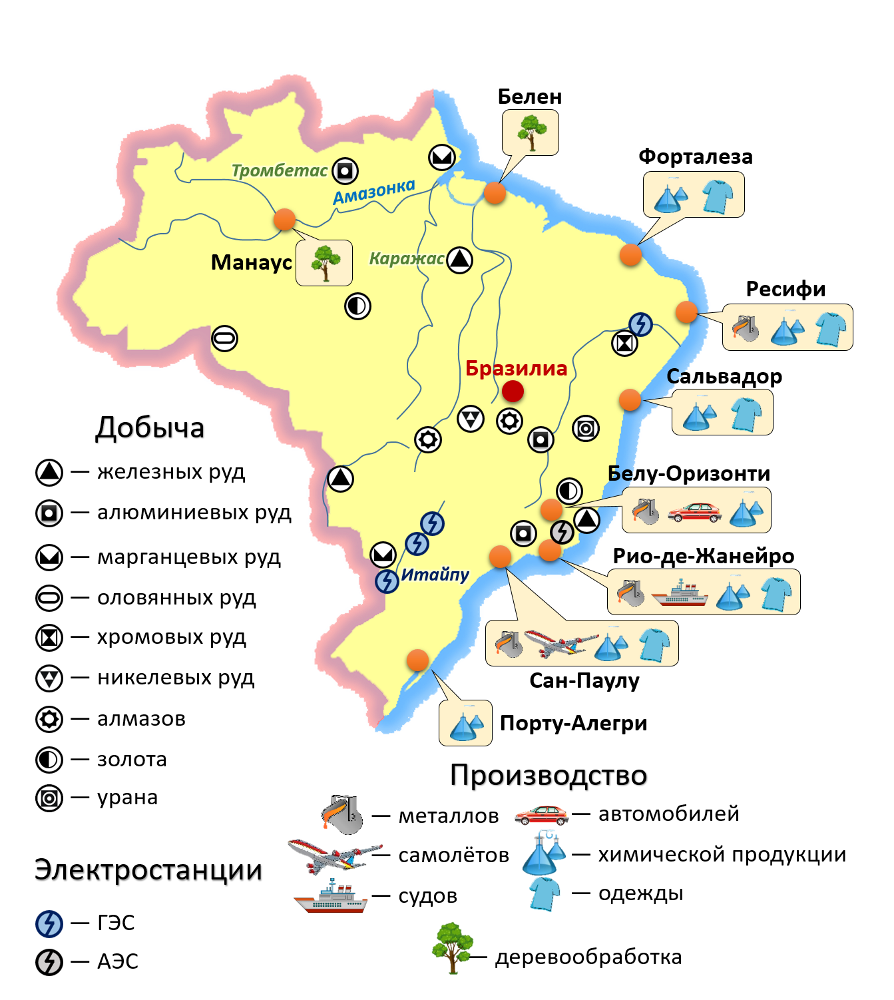 Белен
Форталеза
Тромбетас
Амазонка
Манаус
Каражас
Ресифи
Бразилиа
Сальвадор
Белу-Оризонти
Рио-де-Жанейро
Итайпу
Сан-Паулу
Порту-Алегри
Добыча
— железных руд
— алюминиевых руд
— марганцевых руд
— оловянных руд
— хромовых руд
— никелевых руд
— алмазов
— золота
— урана
Электростанции
— ГЭС
— АЭС
Производство
— металлов
— самолётов
— судов
— автомобилей
— химической продукции
— одежды
— деревообработка